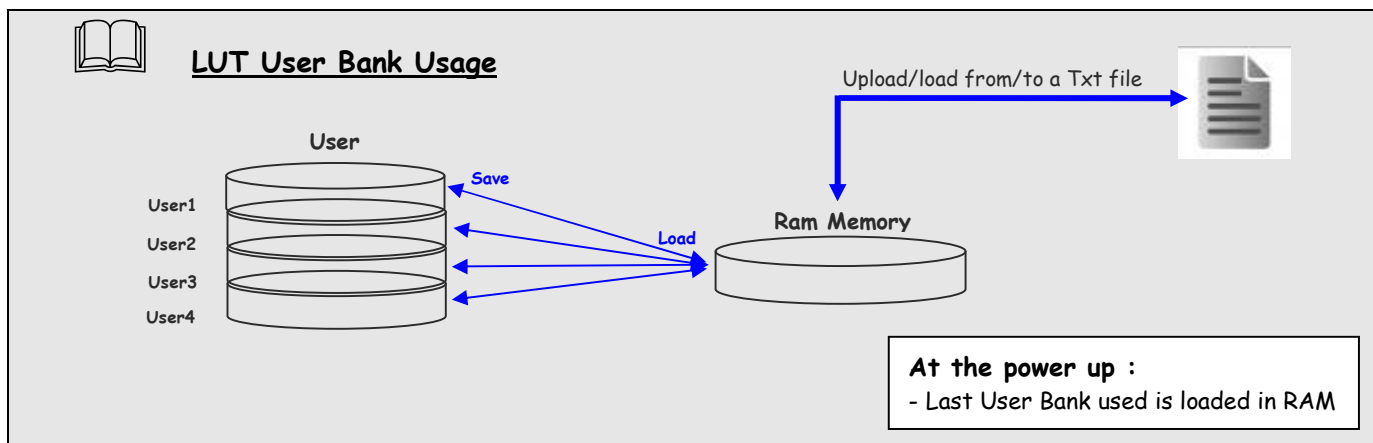 LUT User Bank Usage
Upload/load from/to a Txt file
User
Save
User1
Ram Memory
Load
User2
User3
User4
At the power up :
- Last User Bank used is loaded in RAM